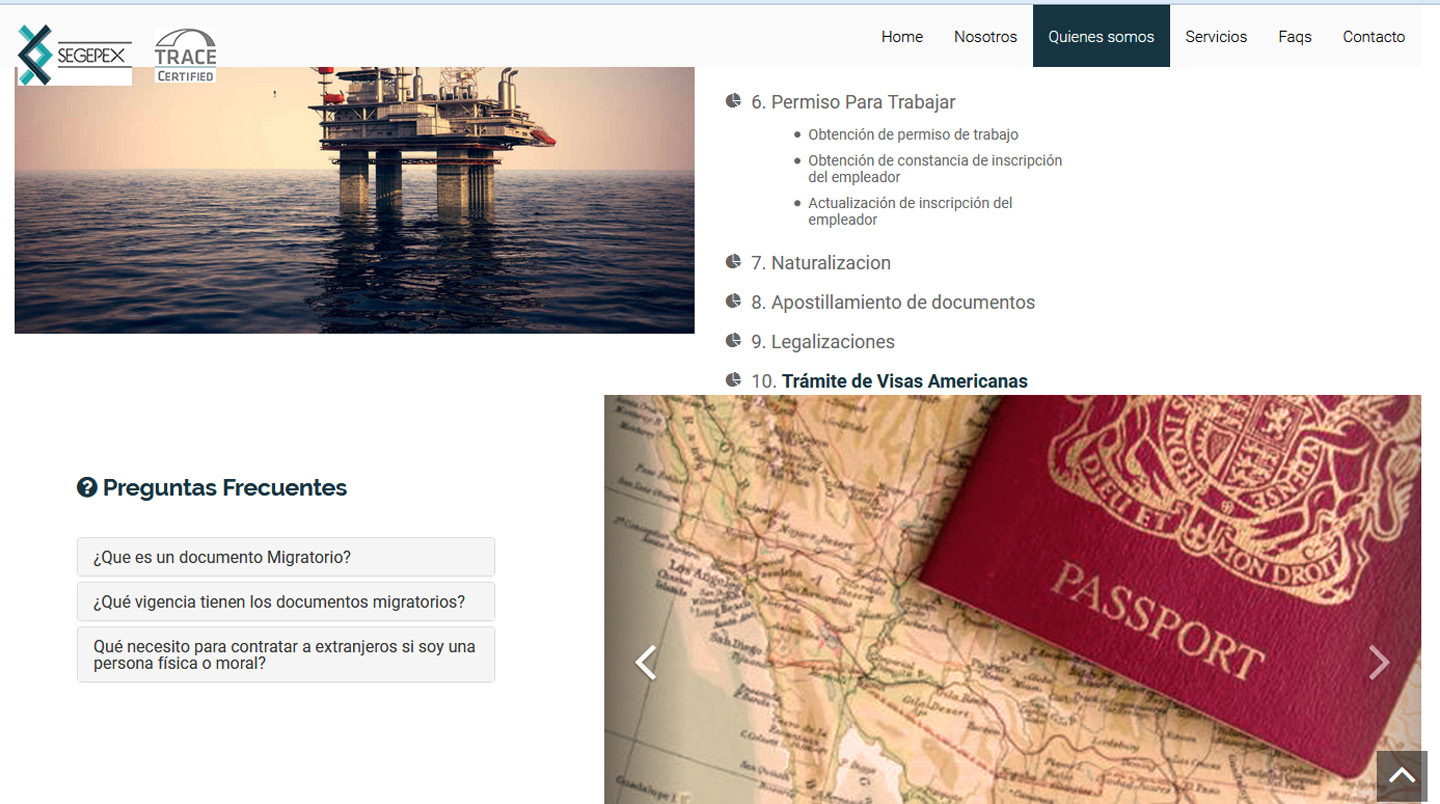 SEGEPEX
TRACE
CERTIFIED
Home
Nosotros
Quienes somos
Servicios
Faqs
Contacto
6. Permiso Para Trabajar
Obtención de permiso de trabajo
Obtención de constancia de inscripción
del empleador
Actualización de inscripción del
empleador
7. Naturalizacion
8. Apostillamiento de documentos
9. Legalizaciones
10. Trámite de Visas Americanas
Preguntas Frecuentes
¿Que es un documento Migratorio?
¿Qué vigencia tienen los documentos migratorios?
Qué necesito para contratar a extranjeros si soy una
persona física o moral?
DIEU ET MON DROIT
PASSPORT
Los Angeles
Long Beach
San Diego
Gila Desert